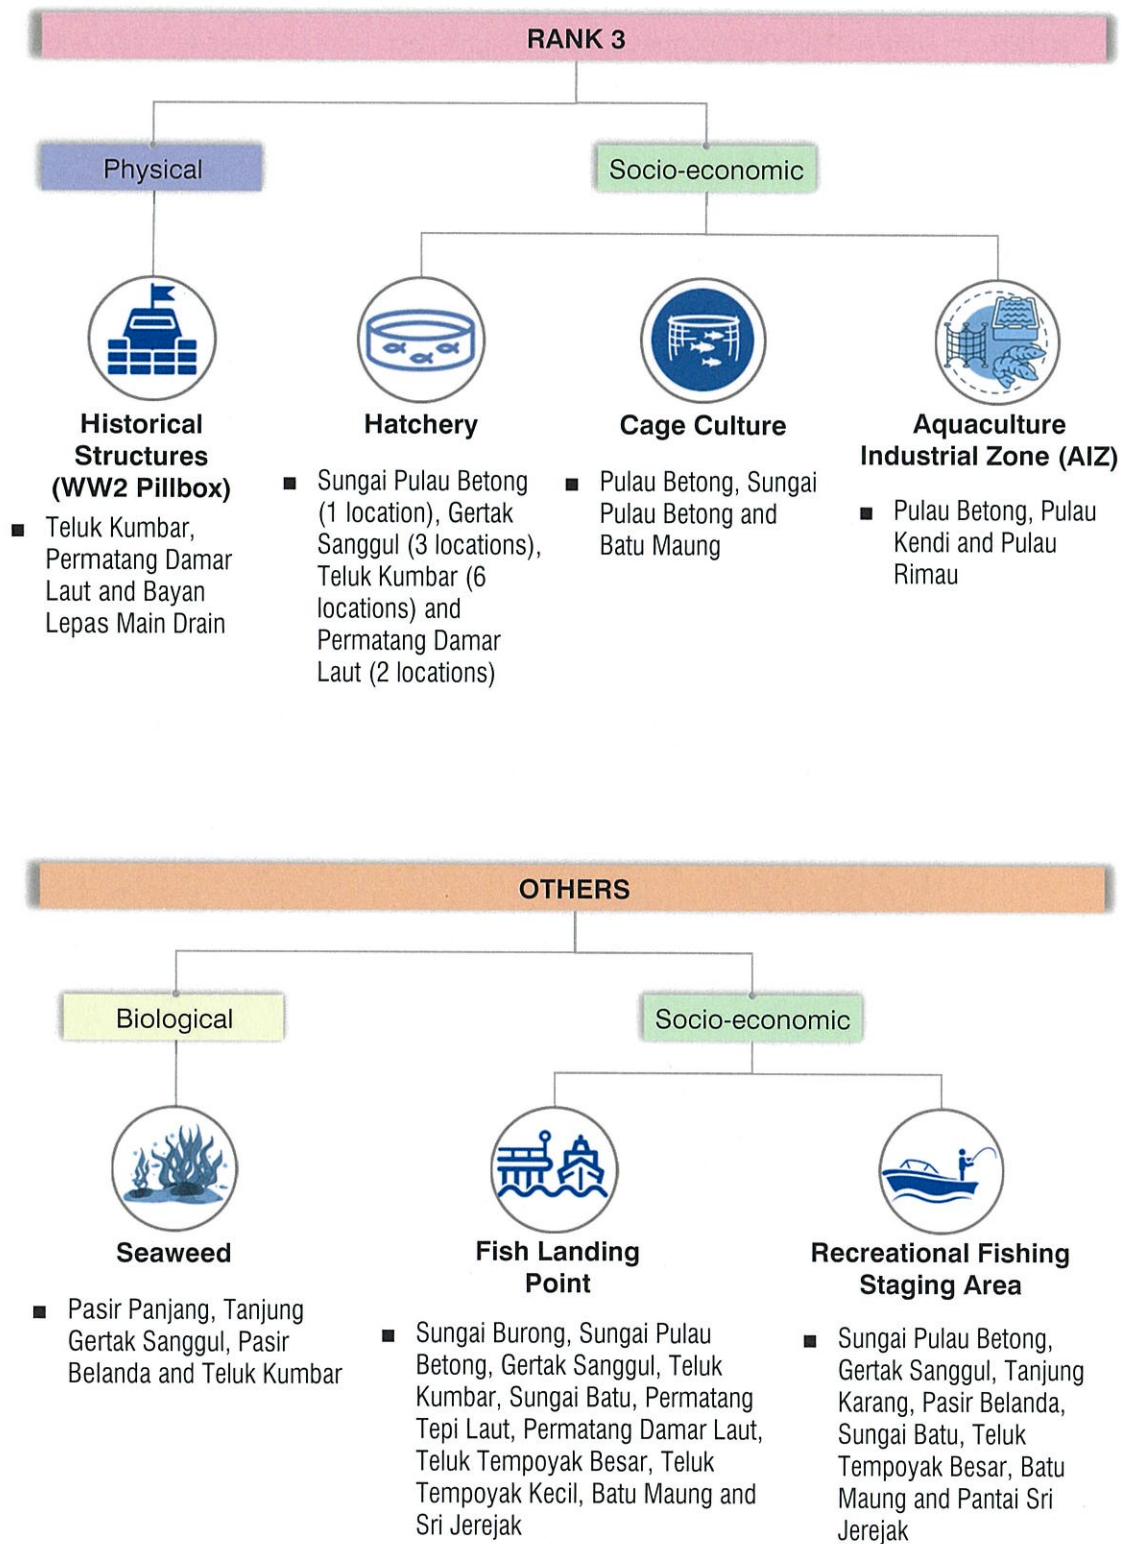 RANK 3
Physical
Socio-economic
Historical
Structures
(WW2 Pillbox)
■ Teluk Kumbar,
Permatang Damar
Laut and Bayan
Lepas Main Drain
Hatchery
■ Sungai Pulau Betong
(1 location), Gertak
Sanggul (3 locations),
Teluk Kumbar (6
locations) and
Permatang Damar
Laut (2 locations)
Cage Culture
■ Pulau Betong, Sungai
Pulau Betong and
Batu Maung
Aquaculture
Industrial Zone (AIZ)
■ Pulau Betong, Pulau
Kendi and Pulau
Rimau
OTHERS
Biological
Socio-economic
Seaweed
■ Pasir Panjang, Tanjung
Gertak Sanggul, Pasir
Belanda and Teluk Kumbar
Fish Landing
Point
■ Sungai Burong, Sungai Pulau
Betong, Gertak Sanggul, Teluk
Kumbar, Sungai Batu, Permatang
Tepi Laut, Permatang Damar Laut,
Teluk Tempoyak Besar, Teluk
Tempoyak Kecil, Batu Maung and
Sri Jerejak
Recreational Fishing
Staging Area
■ Sungai Pulau Betong,
Gertak Sanggul, Tanjung
Karang, Pasir Belanda,
Sungai Batu, Teluk
Tempoyak Besar, Batu
Maung and Pantai Sri
Jerejak